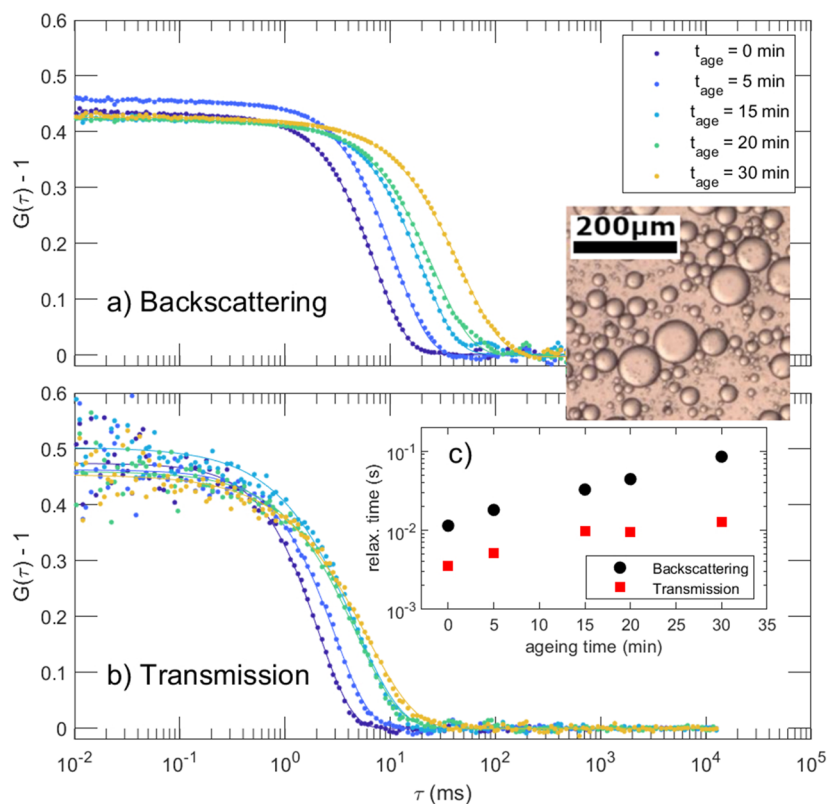 0.6
0.5
0.4
0.3
0.2
0.1
0
G(τ) - 1
a) Backscattering
t_age = 0 min
t_age = 5 min
t_age = 15 min
t_age = 20 min
t_age = 30 min
200μm
0.6
0.5
0.4
0.3
0.2
0.1
0
G(τ) - 1
b) Transmission
c)
10^-1
10^-2
10^-3
relax. time (s)
Backscattering
Transmission
0 5 10 15 20 25 30 35
ageing time (min)
10^-2 10^-1 10^0 10^1 10^2 10^3 10^4 10^5
τ (ms)